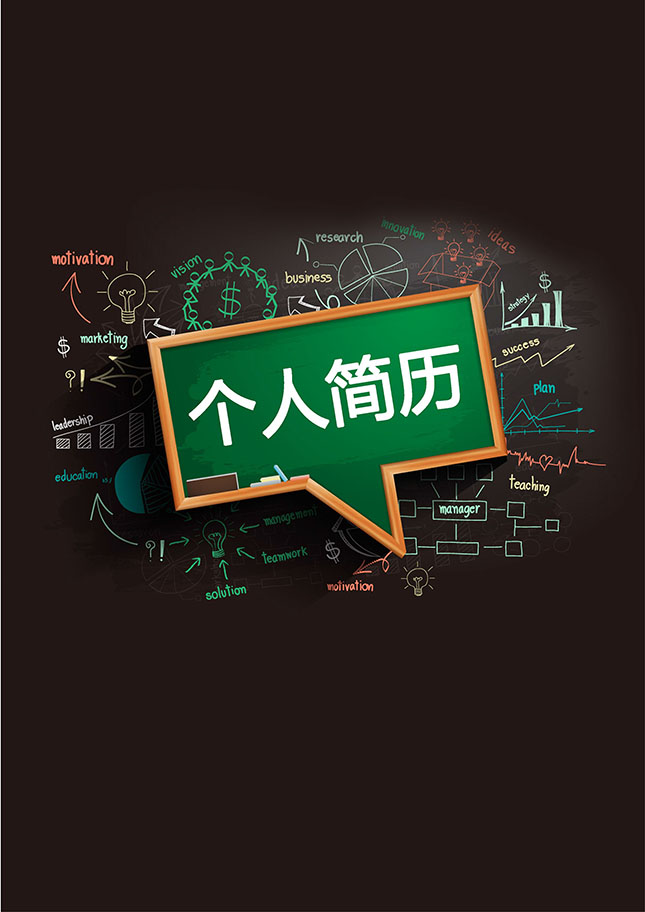 innovation
research
ideas
motivation
vision
business
strategy
marketing
success
plan
个人简历
leadership
education
teaching
manager
management
teamwork
solution
motivation